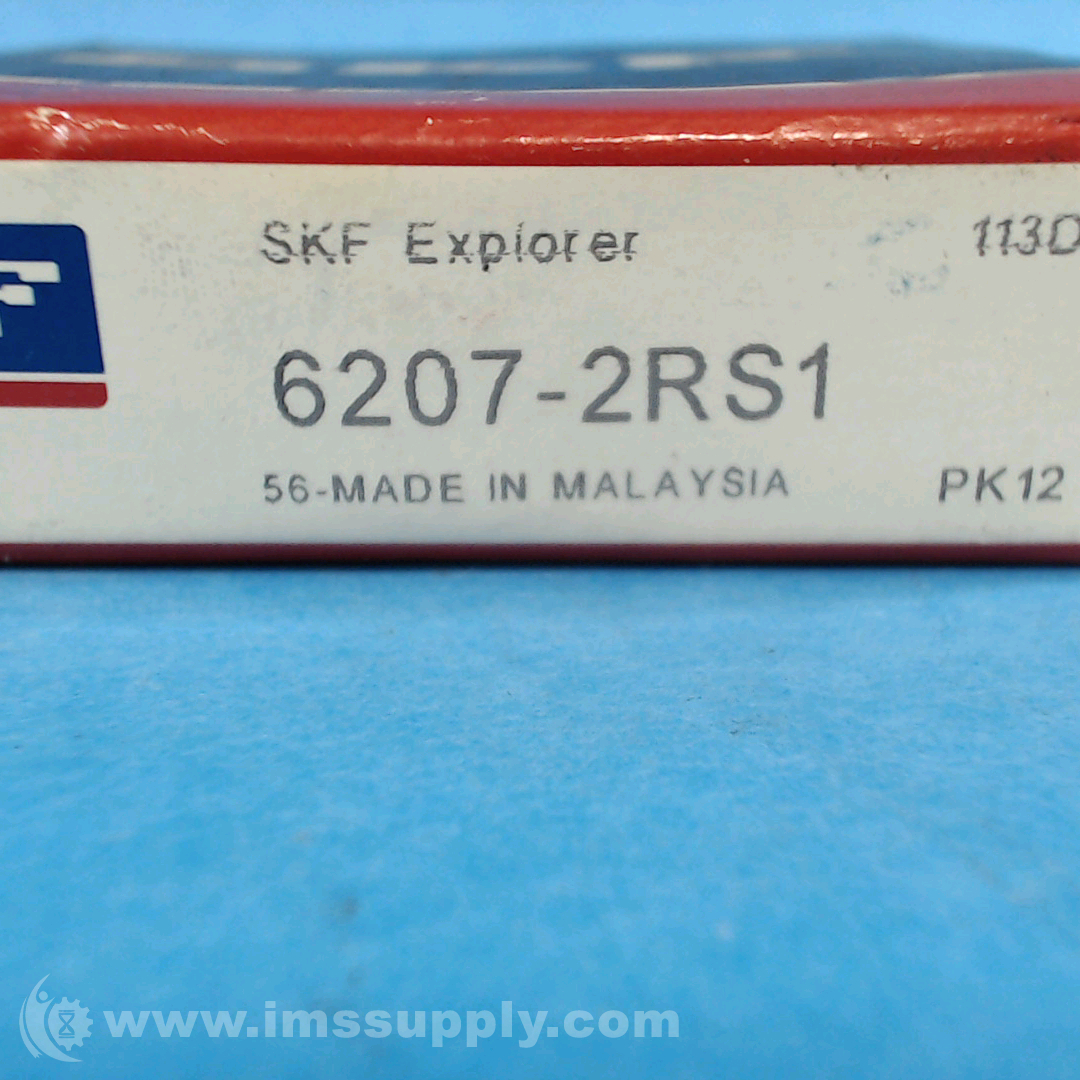 SKF Explorer 113D
6207-2RS1
56-MADE IN MALAYSIA PK12
www.imssupply.com